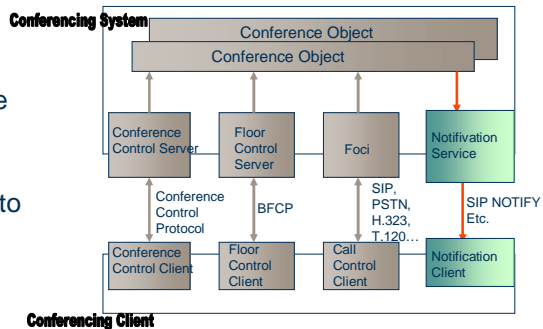 Conferencing System
Conference Object
Conference Object
e
to
Conference
Control Server
Floor
Control
Server
Foci
Notifivation
Service
Conference
Control
Protocol
BFCP
SIP,
PSTN,
H.323,
T.120...
SIP NOTIFY
Etc.
Conference
Control Client
Floor
Control
Client
Call
Control
Client
Notification
Client
Conferencing Client